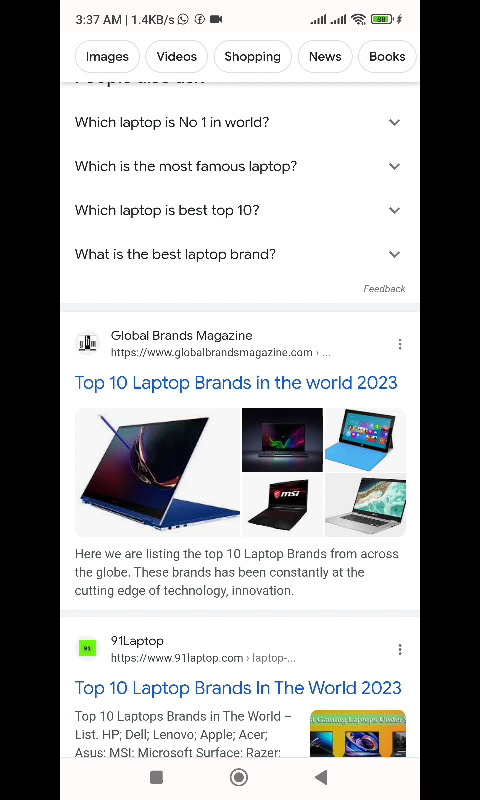 3:37 AM | 1.4KB/s
88
Images
Videos
Shopping
News
Books
Which laptop is No 1 in world?
Which is the most famous laptop?
Which laptop is best top 10?
What is the best laptop brand?
Feedback
Global Brands Magazine
https://www.globalbrandsmagazine.com › ...
Top 10 Laptop Brands in the world 2023
msi
Here we are listing the top 10 Laptop Brands from across
the globe. These brands has been constantly at the
cutting edge of technology, innovation.
91
91Laptop
https://www.91laptop.com › laptop-...
Top 10 Laptop Brands In The World 2023
Top 10 Laptops Brands in The World –
List. HP; Dell; Lenovo; Apple; Acer;
Asus; MSI; Microsoft Surface; Razer;
Gaming Laptops Under